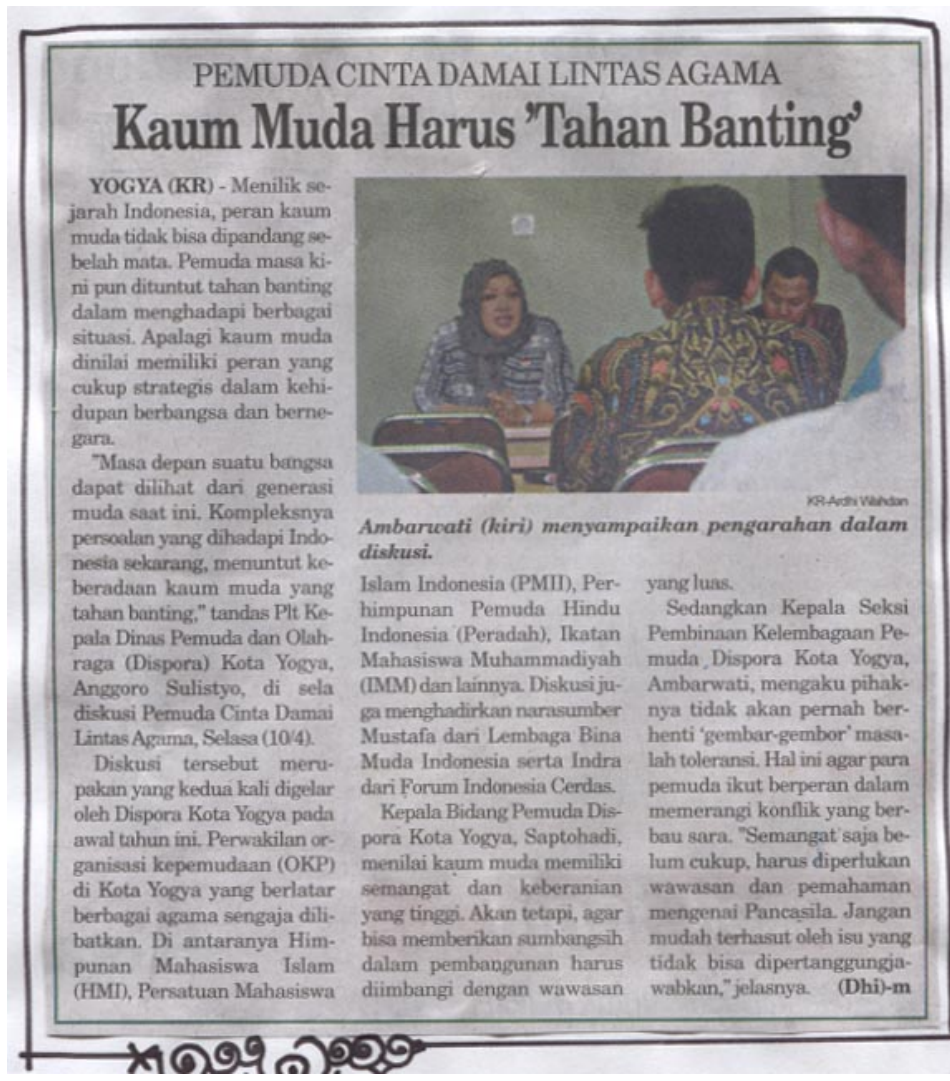 PEMUDA CINTA DAMAI LINTAS AGAMA
Kaum Muda Harus 'Tahan Banting'
YOGYA (KR) - Menilik se-
jarah Indonesia, peran kaum
muda tidak bisa dipandang se-
belah mata. Pemuda masa ki-
ni pun dituntut tahan banting
dalam menghadapi berbagai
situasi. Apalagi kaum muda
dinilai memiliki peran yang
cukup strategis dalam kehi-
dupan berbangsa dan berne-
gara.
"Masa depan suatu bangsa
dapat dilihat dari generasi
muda saat ini. Kompleksnya
persoalan yang dihadapi Indo-
nesia sekarang, menuntut ke-
beradaan kaum muda yang
tahan banting," tandas Plt Ke-
pala Dinas Pemuda dan Olah-
raga (Dispora) Kota Yogya,
Anggoro Sulistyo, di sela
diskusi Pemuda Cinta Damai
Lintas Agama, Selasa (10/4).
Diskusi tersebut meru-
pakan yang kedua kali digelar
oleh Dispora Kota Yogya pada
awal tahun ini. Perwakilan or-
ganisasi kepemudaan (OKP)
di Kota Yogya yang berlatar
berbagai agama sengaja dili-
batkan. Di antaranya Him-
punan Mahasiswa Islam
(HMI), Persatuan Mahasiswa
KR-Ardhi Wahdan
Ambarwati (kiri) menyampaikan pengarahan dalam
diskusi.
Islam Indonesia (PMII), Per-
himpunan Pemuda Hindu
Indonesia (Peradah), Ikatan
Mahasiswa Muhammadiyah
(IMM) dan lainnya. Diskusi ju-
ga menghadirkan narasumber
Mustafa dari Lembaga Bina
Muda Indonesia serta Indra
dari Forum Indonesia Cerdas.
Kepala Bidang Pemuda Dis-
pora Kota Yogya, Saptohadi,
menilai kaum muda memiliki
semangat dan keberanian
yang tinggi. Akan tetapi, agar
bisa memberikan sumbangsih
dalam pembangunan harus
diimbangi dengan wawasan
yang luas.
Sedangkan Kepala Seksi
Pembinaan Kelembagaan Pe-
muda Dispora Kota Yogya,
Ambarwati, mengaku pihak-
nya tidak akan pernah ber-
henti 'gembar-gembor' masa-
lah toleransi. Hal ini agar para
pemuda ikut berperan dalam
memerangi konflik yang ber-
bau sara. "Semangat saja be-
lum cukup, harus diperlukan
wawasan dan pemahaman
mengenai Pancasila. Jangan
mudah terhasut oleh isu yang
tidak bisa dipertanggungja-
wabkan," jelasnya. (Dhi)-m